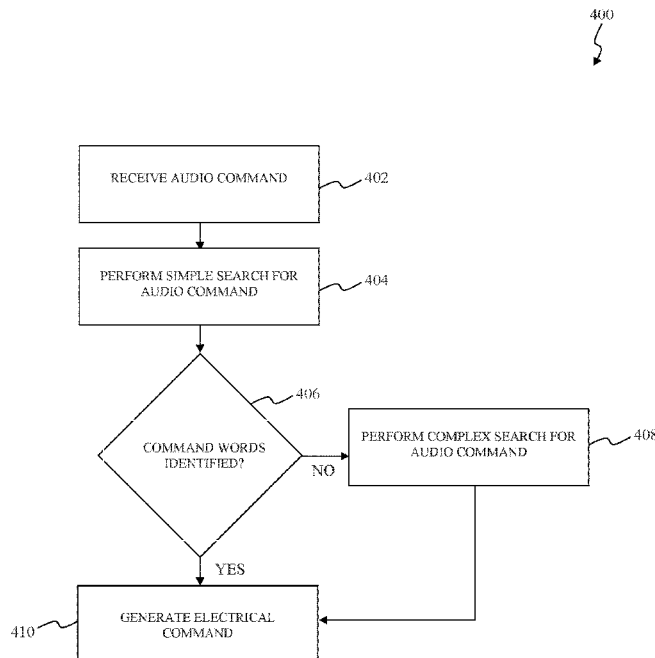 400
RECEIVE AUDIO COMMAND
402
PERFORM SIMPLE SEARCH FOR
AUDIO COMMAND
404
406
COMMAND WORDS
IDENTIFIED?
NO
PERFORM COMPLEX SEARCH FOR
AUDIO COMMAND
408
YES
GENERATE ELECTRICAL
COMMAND
410